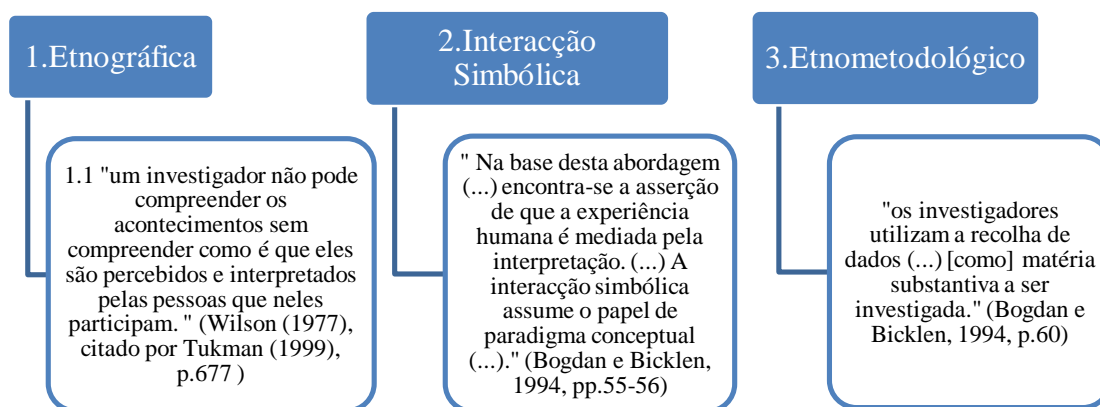 1.Etnográfica
1.1 "um investigador não pode
compreender os
acontecimentos sem
compreender como é que eles
são percebidos e interpretados
pelas pessoas que neles
participam. " (Wilson (1977),
citado por Tukman (1999),
p.677 )
2.Interacção
Simbólica
" Na base desta abordagem
(...) encontra-se a asserção
de que a experiência
humana é mediada pela
interpretação. (...) A
interacção simbólica
assume o papel de
paradigma conceptual
(...)." (Bogdan e Bicklen,
1994, pp.55-56)
3.Etnometodológico
"os investigadores
utilizam a recolha de
dados (...) [como] matéria
substantiva a ser
investigada." (Bogdan e
Bicklen, 1994, p.60)